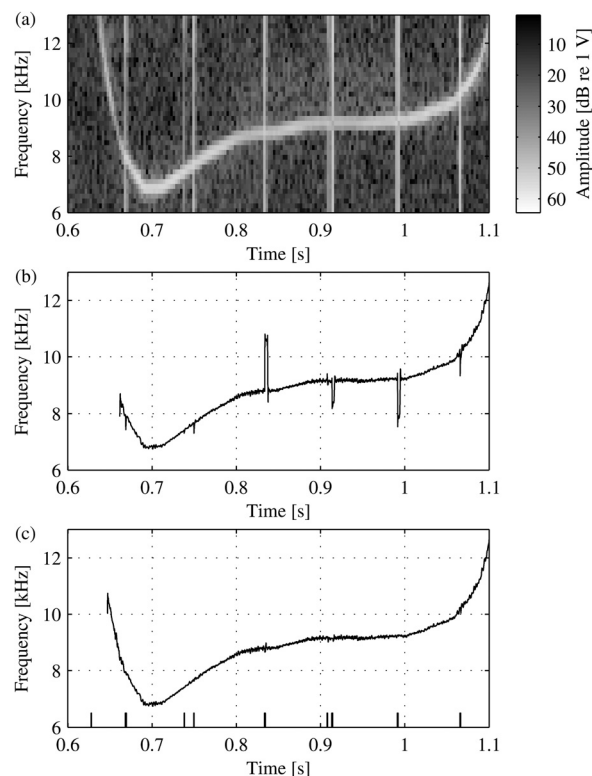 (a)
Frequency [kHz]
12
10
8
6
0.6 0.7 0.8 0.9 1 1.1
Time [s]
10
20
30
40
50
60
Amplitude [dB re 1 V]
(b)
Frequency [kHz]
12
10
8
6
0.6 0.7 0.8 0.9 1 1.1
Time [s]
(c)
Frequency [kHz]
12
10
8
6
0.6 0.7 0.8 0.9 1 1.1
Time [s]